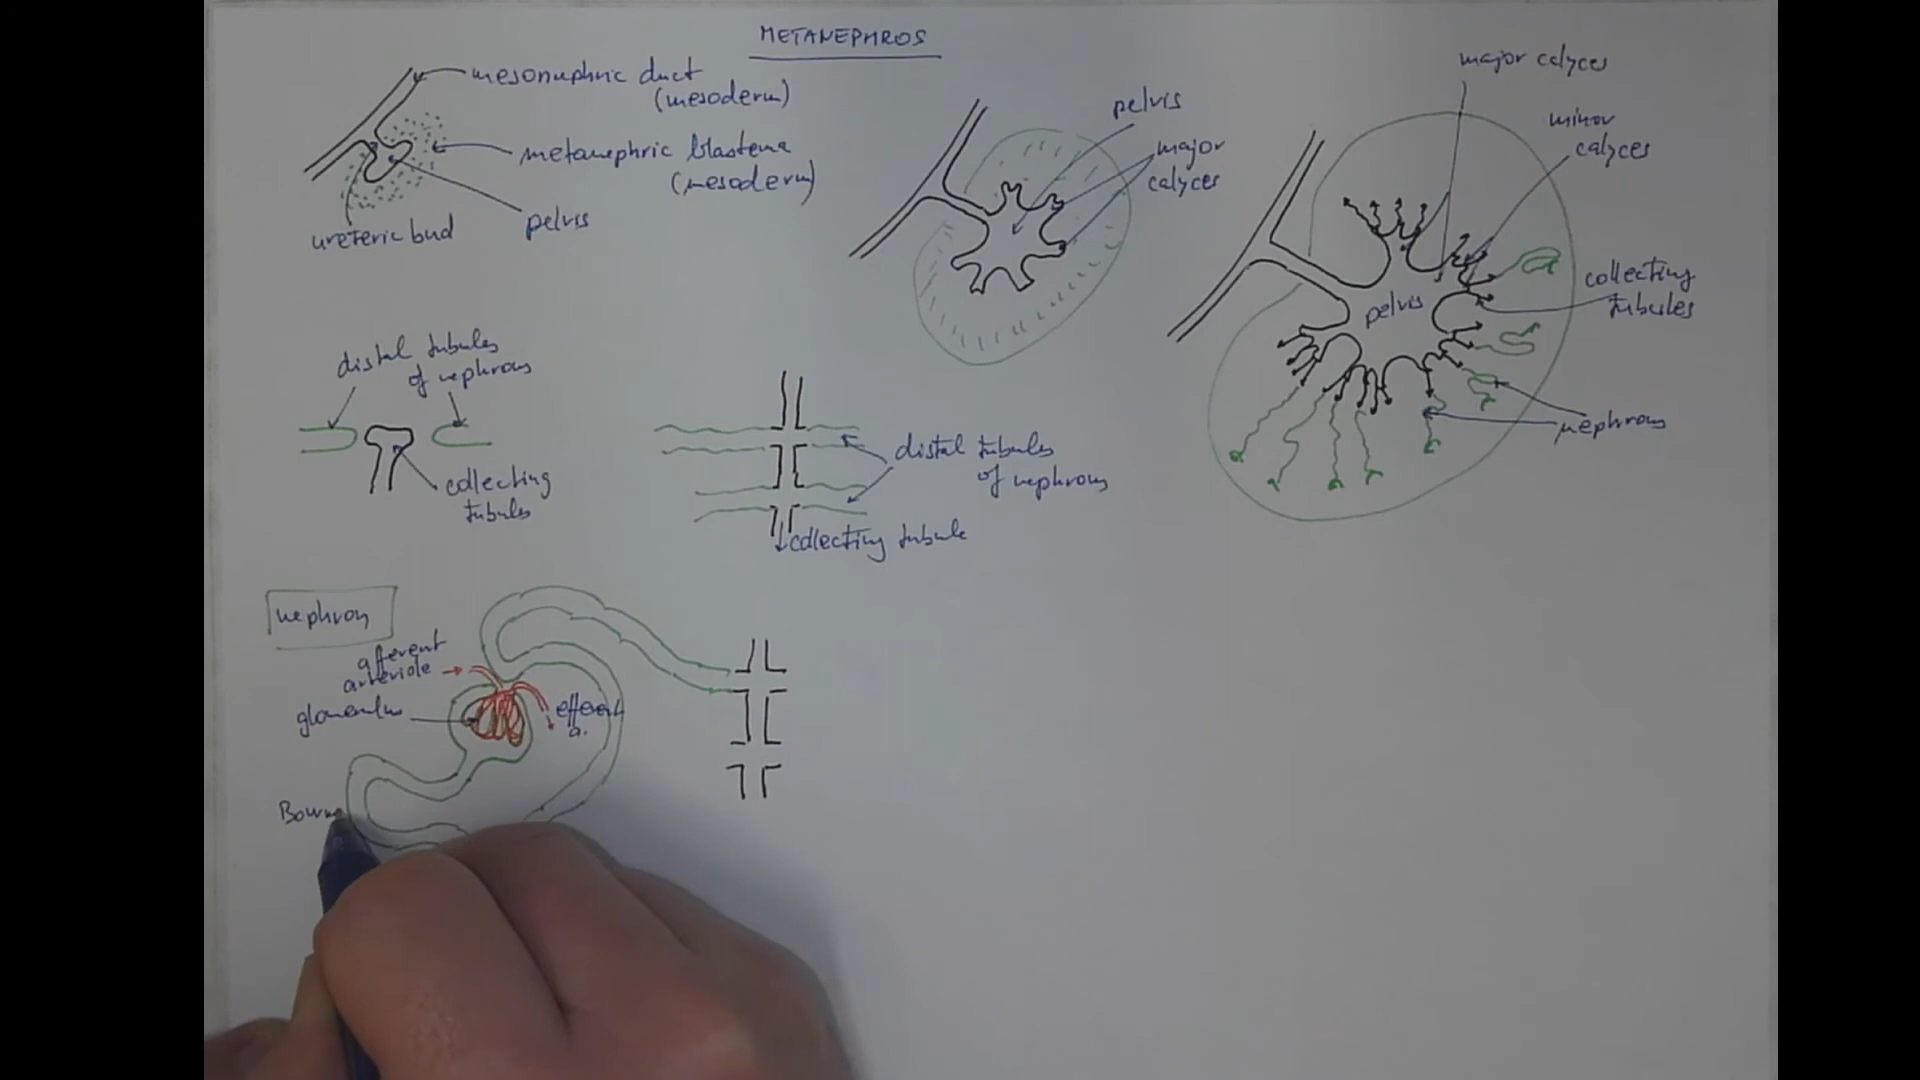 METANEPHROS
mesonephric duct
(mesoderm)
metanephric blastema
(mesoderm)
ureteric bud
pelvis
pelvis
major
calyces
major calyces
minor
calyces
pelvis
collecting
tubules
nephrons
distal tubules
of nephrons
collecting
tubules
distal tubules
of nephrons
collecting tubule
nephron
afferent
arteriole
glomerulus
efferent
a.
Bowm